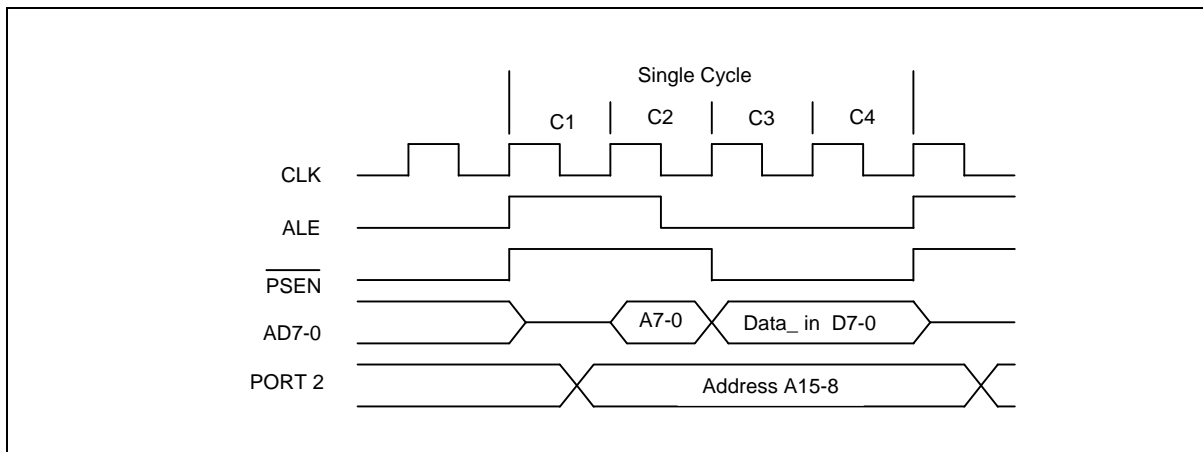 Single Cycle
C1 C2 C3 C4
CLK
ALE
PSEN
AD7-0 A7-0 Data_ in D7-0
PORT 2 Address A15-8